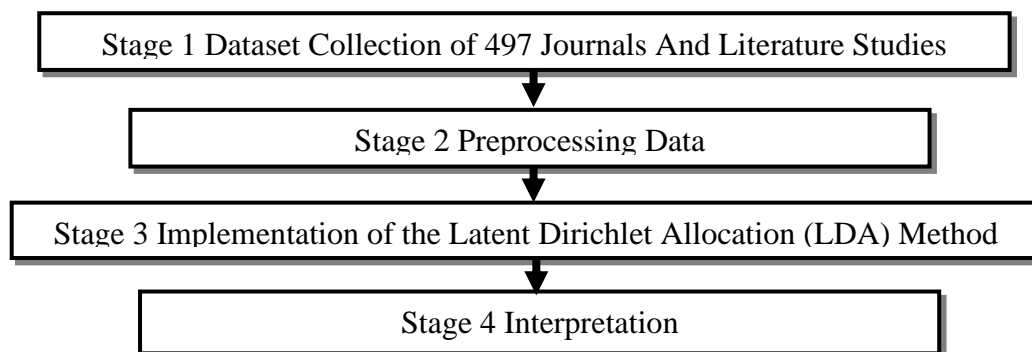 Stage 1 Dataset Collection of 497 Journals And Literature Studies
Stage 2 Preprocessing Data
Stage 3 Implementation of the Latent Dirichlet Allocation (LDA) Method
Stage 4 Interpretation